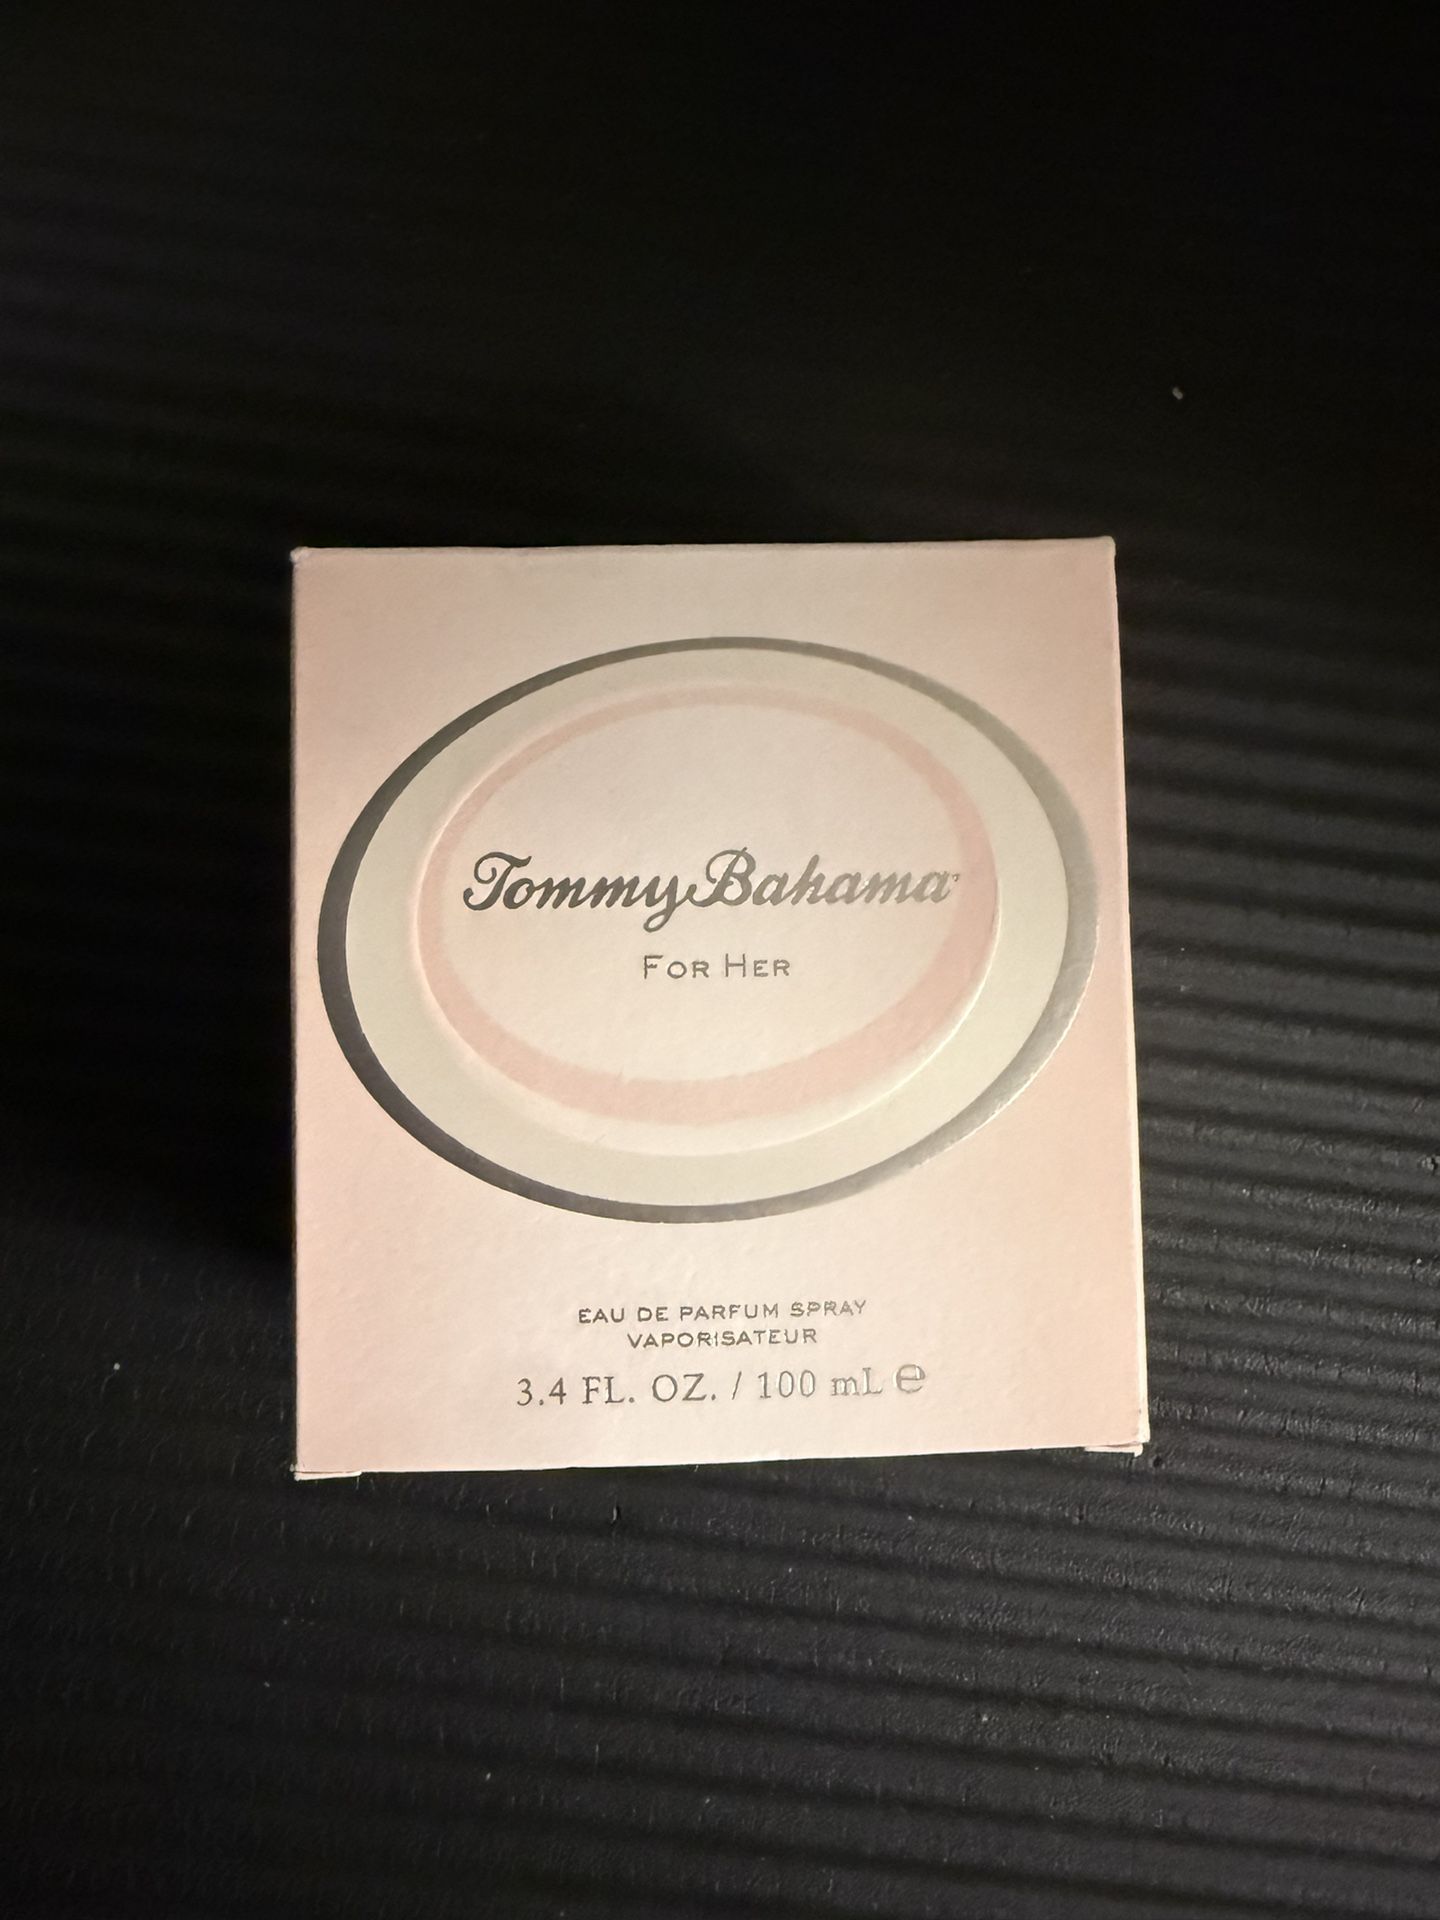 Tommy Bahama
FOR HER
EAU DE PARFUM SPRAY
VAPORISATEUR
3.4 FL. OZ. / 100 mL ℮